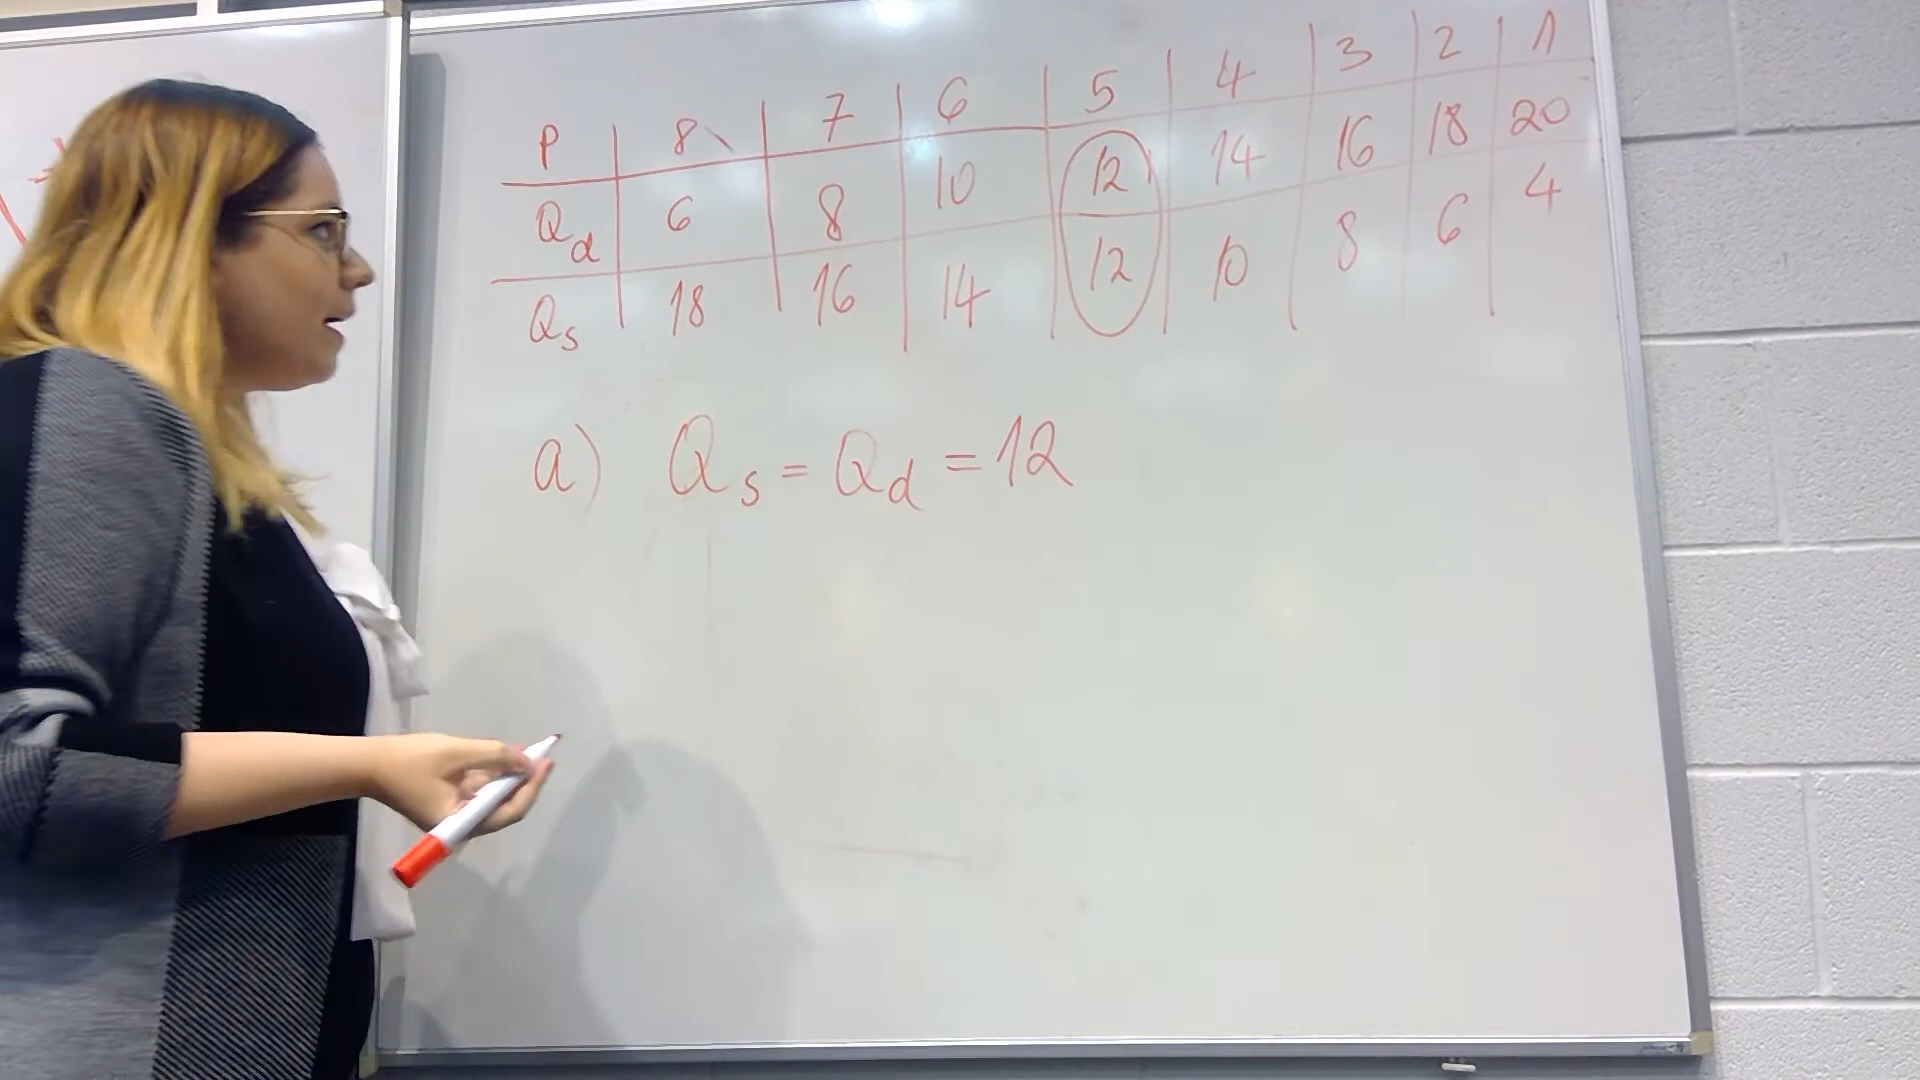 P 8 7 6 5 4 3 2 1
Qd 6 8 10 12 14 16 18 20
Qs 18 16 14 12 10 8 6 4
a) Qs = Qd = 12